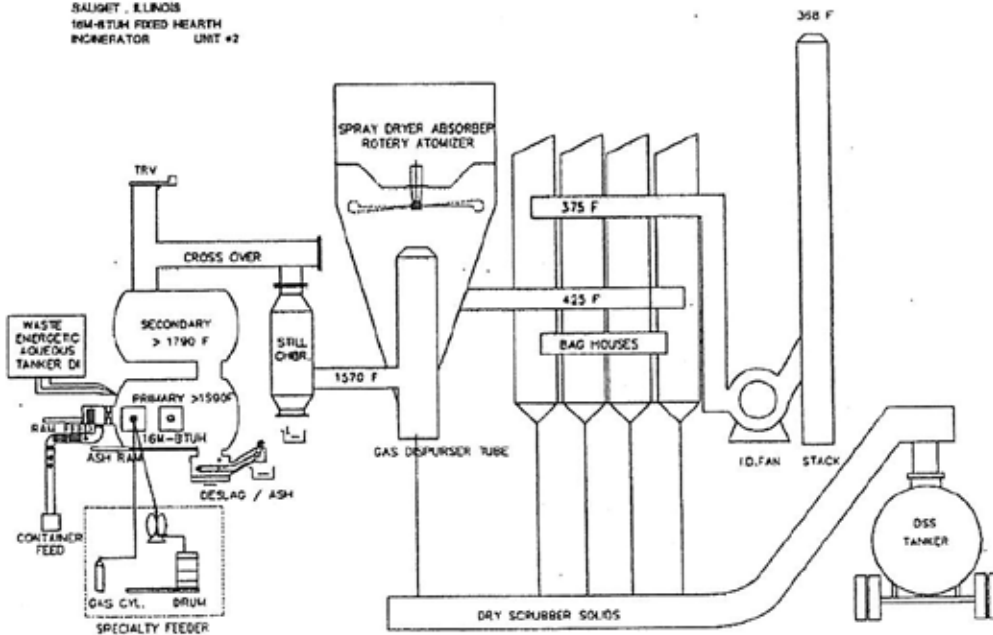 SAUGET , ILLINOIS
16M-BTUH FIXED HEARTH
INCINERATOR UNIT #2
368 F
SPRAY DRYER ABSORBER
ROTERY ATOMIZER
TRV
375 F
CROSS OVER
425 F
SECONDARY
> 1790 F
WASTE
ENERGETIC
AQUEOUS
TANKER DI
STILL
CHBR.
BAG HOUSES
1570 F
PRIMARY >1590F
RAM FEED
16M-BTUH
ASH RAM
GAS DISPURSER TUBE
I.D.FAN
STACK
DESLAG / ASH
DSS
TANKER
CONTAINER
FEED
GAS CYL.
DRUM
DRY SCRUBBER SOLIDS
SPECIALTY FEEDER